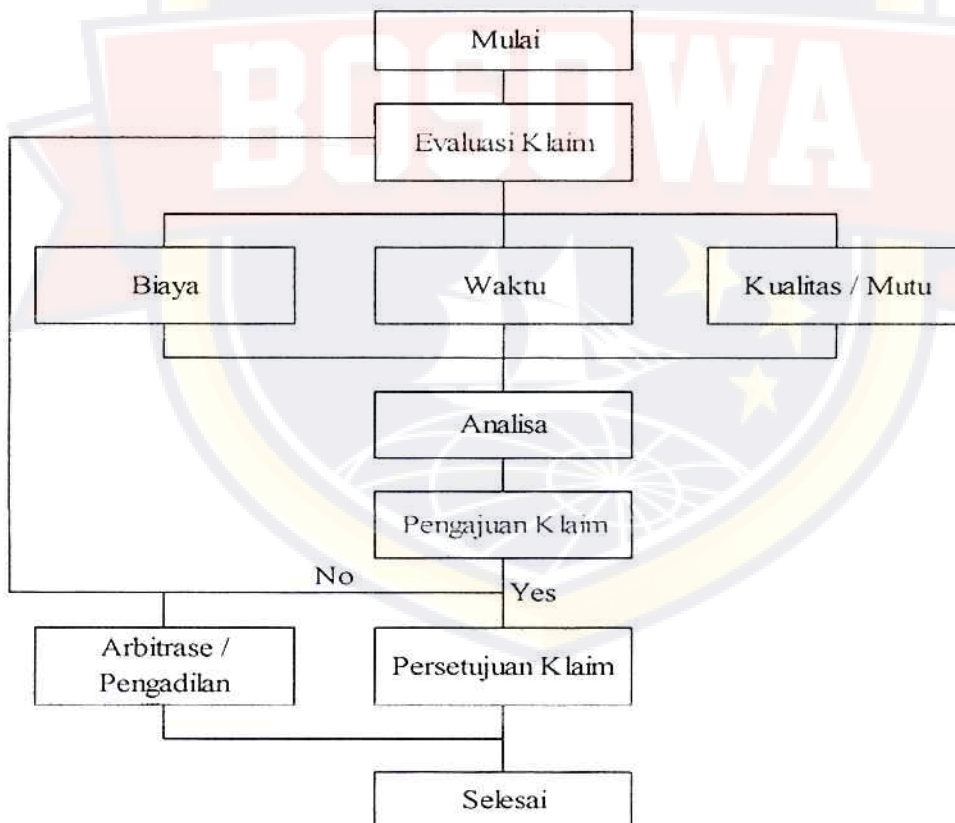 BOSOWA
Mulai
Evaluasi Klaim
Biaya
Waktu
Kualitas / Mutu
Analisa
Pengajuan Klaim
No
Yes
Arbitrase /
Pengadilan
Persetujuan Klaim
Selesai